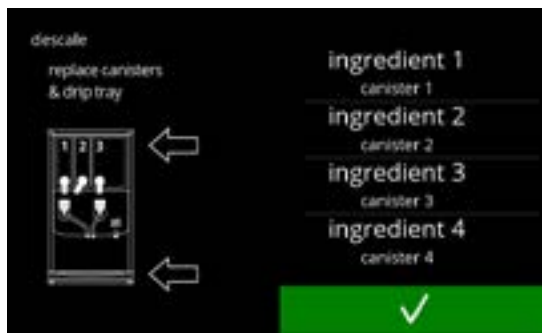 descale
replace canisters
& drip tray
1 2 3
ingredient 1
canister 1
ingredient 2
canister 2
ingredient 3
canister 3
ingredient 4
canister 4